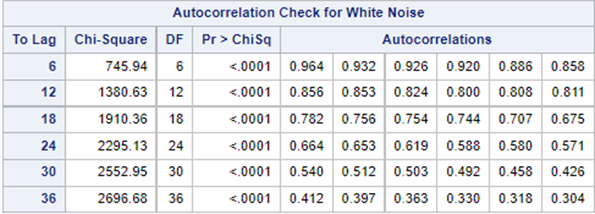 Autocorrelation Check for White Noise
To Lag Chi-Square DF Pr > ChiSq Autocorrelations
6 745.94 6 <.0001 0.964 0.932 0.926 0.920 0.886 0.858
12 1380.63 12 <.0001 0.856 0.853 0.824 0.800 0.808 0.811
18 1910.36 18 <.0001 0.782 0.756 0.754 0.744 0.707 0.675
24 2295.13 24 <.0001 0.664 0.653 0.619 0.588 0.580 0.571
30 2552.95 30 <.0001 0.540 0.512 0.503 0.492 0.458 0.426
36 2696.68 36 <.0001 0.412 0.397 0.363 0.330 0.318 0.304